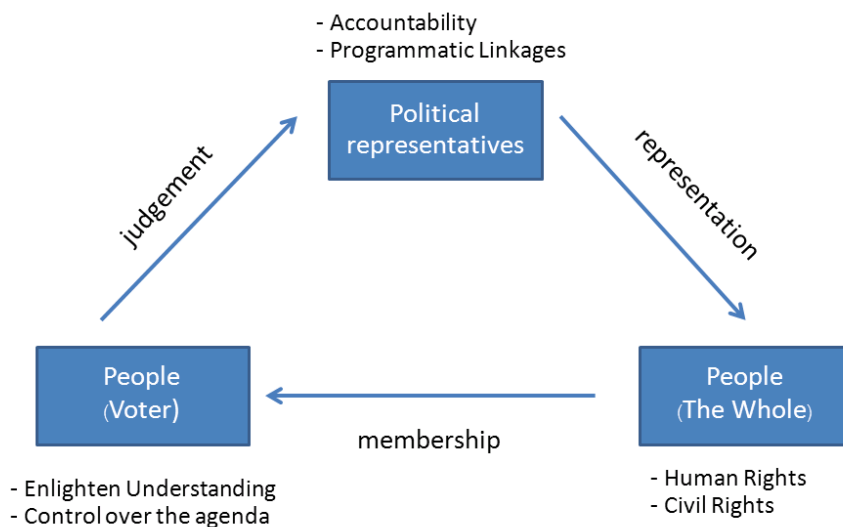 - Accountability
- Programmatic Linkages
Political
representatives
judgement
representation
People
(Voter)
People
(The Whole)
membership
- Enlighten Understanding
- Control over the agenda
- Human Rights
- Civil Rights